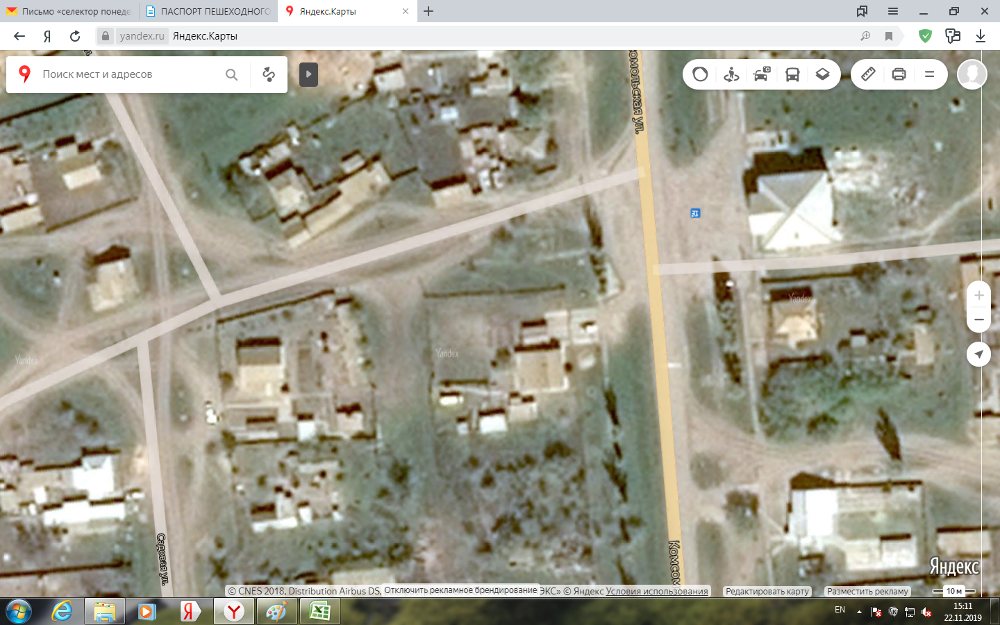 Письмо «селектор понеде
ПАСПОРТ ПЕШЕХОДНОГО
Яндекс.Карты
yandex.ru Яндекс.Карты
Поиск мест и адресов
омольская ул.
Yandex
Yandex
Yandex
Садовая ул.
Комсом
Яндекс
© CNES 2018, Distribution Airbus DS, Отключить рекламное брендирование ЭКС» © Яндекс Условия использования
Редактировать карту
Разместить рекламу
10 м
EN
15:11
22.11.2019